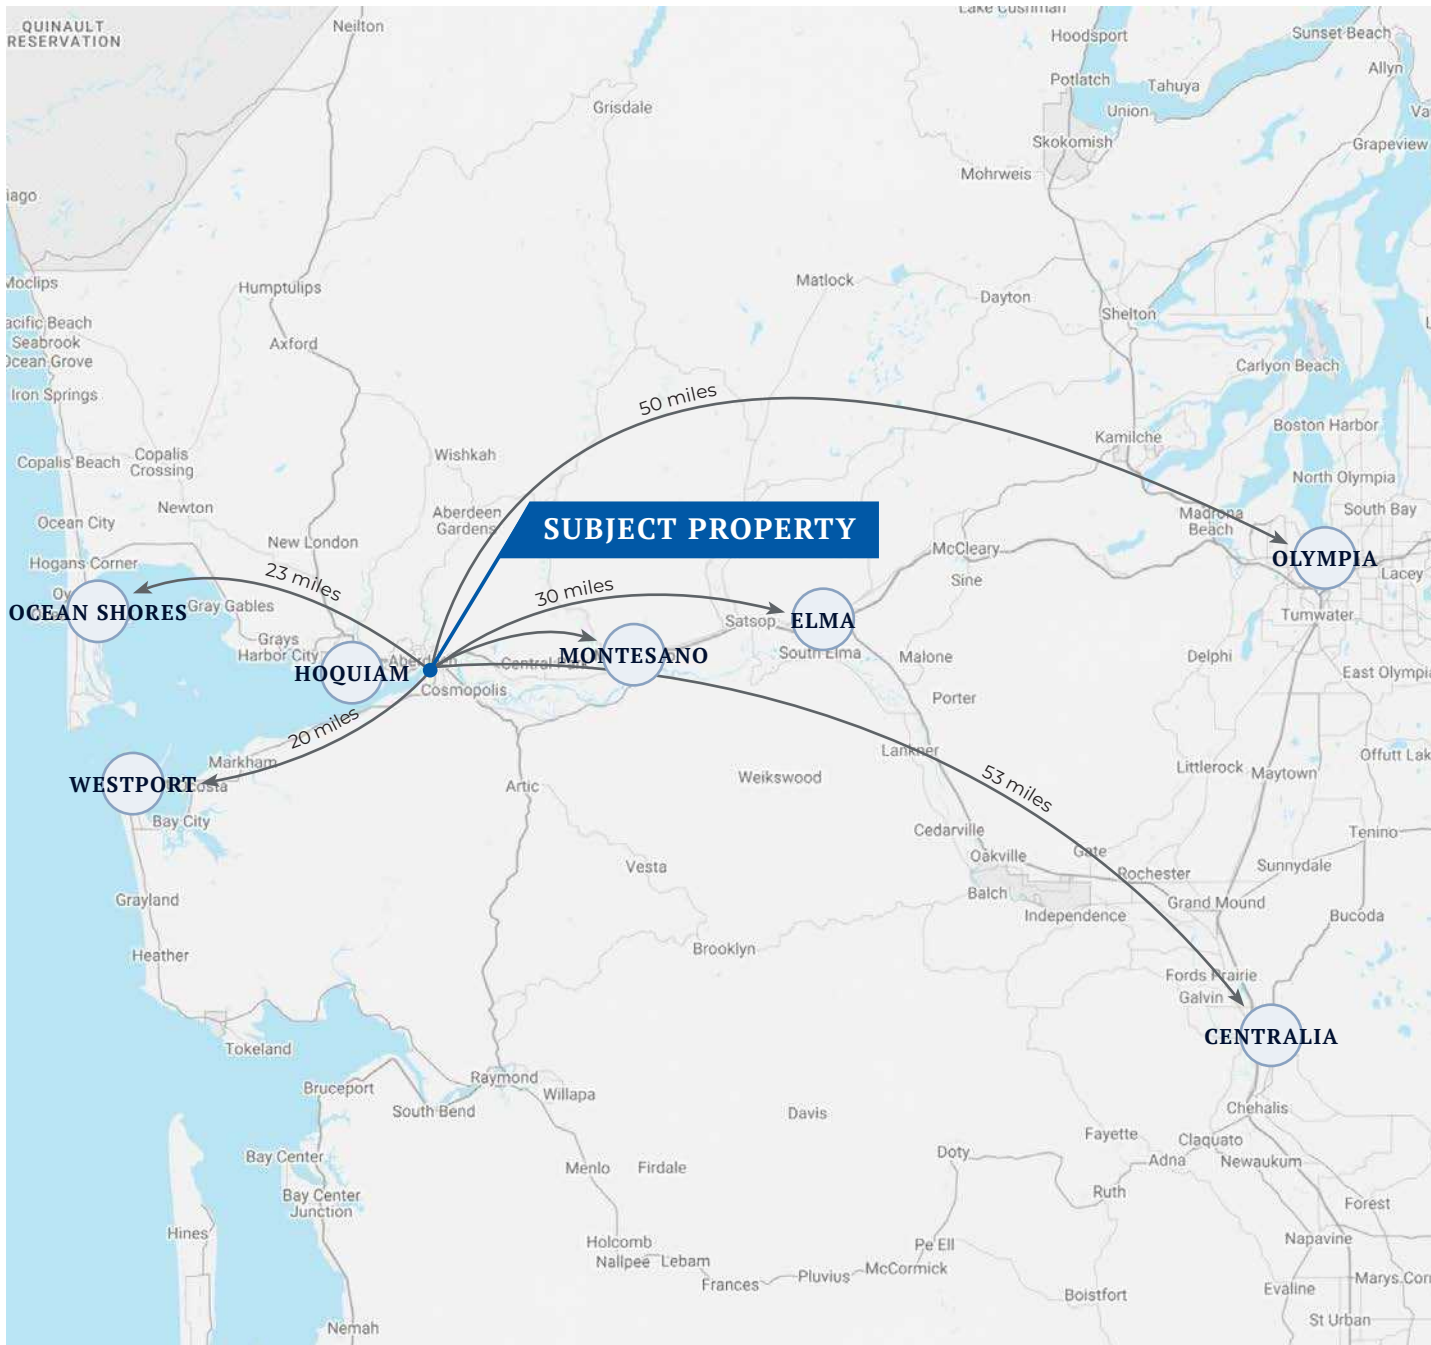 QUINAULT
RESERVATION
Neilton
Lake Cushman
Hoodsport
Sunset Beach
Allyn
Potlatch
Tahuya
Union
Grisdale
Skokomish
Grapeview
Mohrweis
Moclips
Humptulips
Matlock
Dayton
Shelton
Seabrook
Ocean Grove
Axford
Carlyon Beach
Iron Springs
50 miles
Boston Harbor
Kamilche
Copalis Beach
Copalis
Crossing
Wishkah
North Olympia
Newton
Aberdeen
Gardens
South Bay
Ocean City
SUBJECT PROPERTY
Madrona
Beach
New London
McCleary
Hogans Corner
OLYMPIA
Lacey
23 miles
30 miles
Sine
OCEAN SHORES
Gray Gables
Satsop
ELMA
Tumwater
Grays
Harbor City
HOQUIAM
Aberdeen
Central Park
MONTESANO
South Elma
Malone
Delphi
East Olympia
Cosmopolis
Porter
20 miles
Lankner
Markham
WESTPORT
Artic
Weikswood
53 miles
Littlerock
Maytown
Offutt Lak
Bay City
Cedarville
Tenino
Vesta
Oakville
Gate
Rochester
Sunnydale
Grayland
Balch
Independence
Grand Mound
Bucoda
Heather
Brooklyn
Fords Prairie
Galvin
Tokeland
CENTRALIA
Bruceport
Raymond
Willapa
South Bend
Davis
Chehalis
Fayette
Claquato
Bay Center
Menlo
Firdale
Doty
Adna
Newaukum
Bay Center
Junction
Ruth
Forest
Hines
Holcomb
Pe Ell
Napavine
Nallpee
Lebam
Frances
Pluvius
McCormick
Evaline
Marys Cor
Boistfort
St Urban
Nemah